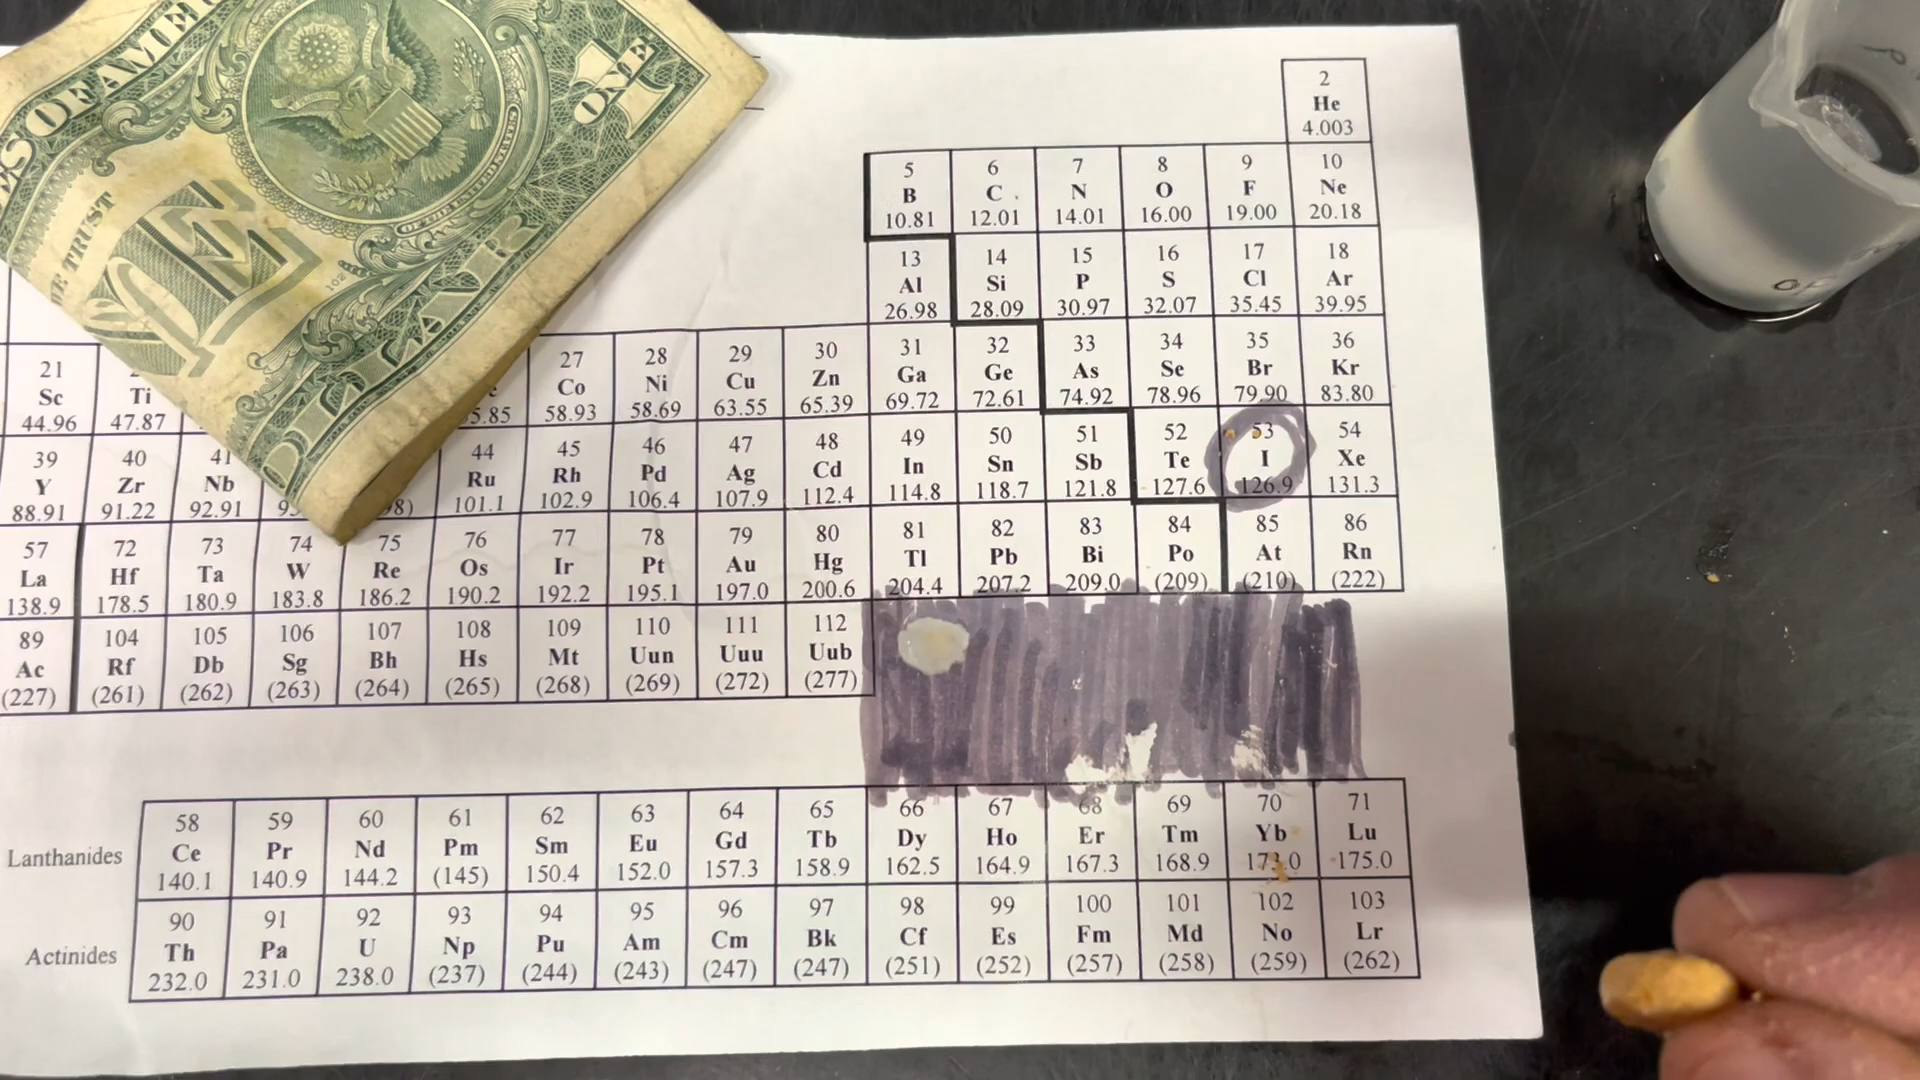 ES OF AMERI
WE TRUST
ONE
DOLLAR
ONE
1
2
He
4.003
5 6 7 8 9 10
B C N O F Ne
10.81 12.01 14.01 16.00 19.00 20.18
13 14 15 16 17 18
Al Si P S Cl Ar
26.98 28.09 30.97 32.07 35.45 39.95
21 27 28 29 30 31 32 33 34 35 36
Sc Ti e Co Ni Cu Zn Ga Ge As Se Br Kr
44.96 47.87 5.85 58.93 58.69 63.55 65.39 69.72 72.61 74.92 78.96 79.90 83.80
39 40 41 44 45 46 47 48 49 50 51 52 53 54
Y Zr Nb Ru Rh Pd Ag Cd In Sn Sb Te I Xe
88.91 91.22 92.91 95 98) 101.1 102.9 106.4 107.9 112.4 114.8 118.7 121.8 127.6 126.9 131.3
57 72 73 74 75 76 77 78 79 80 81 82 83 84 85 86
La Hf Ta W Re Os Ir Pt Au Hg Tl Pb Bi Po At Rn
138.9 178.5 180.9 183.8 186.2 190.2 192.2 195.1 197.0 200.6 204.4 207.2 209.0 (209) (210) (222)
89 104 105 106 107 108 109 110 111 112
Ac Rf Db Sg Bh Hs Mt Uun Uuu Uub
(227) (261) (262) (263) (264) (265) (268) (269) (272) (277)
58 59 60 61 62 63 64 65 66 67 68 69 70 71
Lanthanides Ce Pr Nd Pm Sm Eu Gd Tb Dy Ho Er Tm Yb Lu
140.1 140.9 144.2 (145) 150.4 152.0 157.3 158.9 162.5 164.9 167.3 168.9 173.0 175.0
90 91 92 93 94 95 96 97 98 99 100 101 102 103
Actinides Th Pa U Np Pu Am Cm Bk Cf Es Fm Md No Lr
232.0 231.0 238.0 (237) (244) (243) (247) (247) (251) (252) (257) (258) (259) (262)